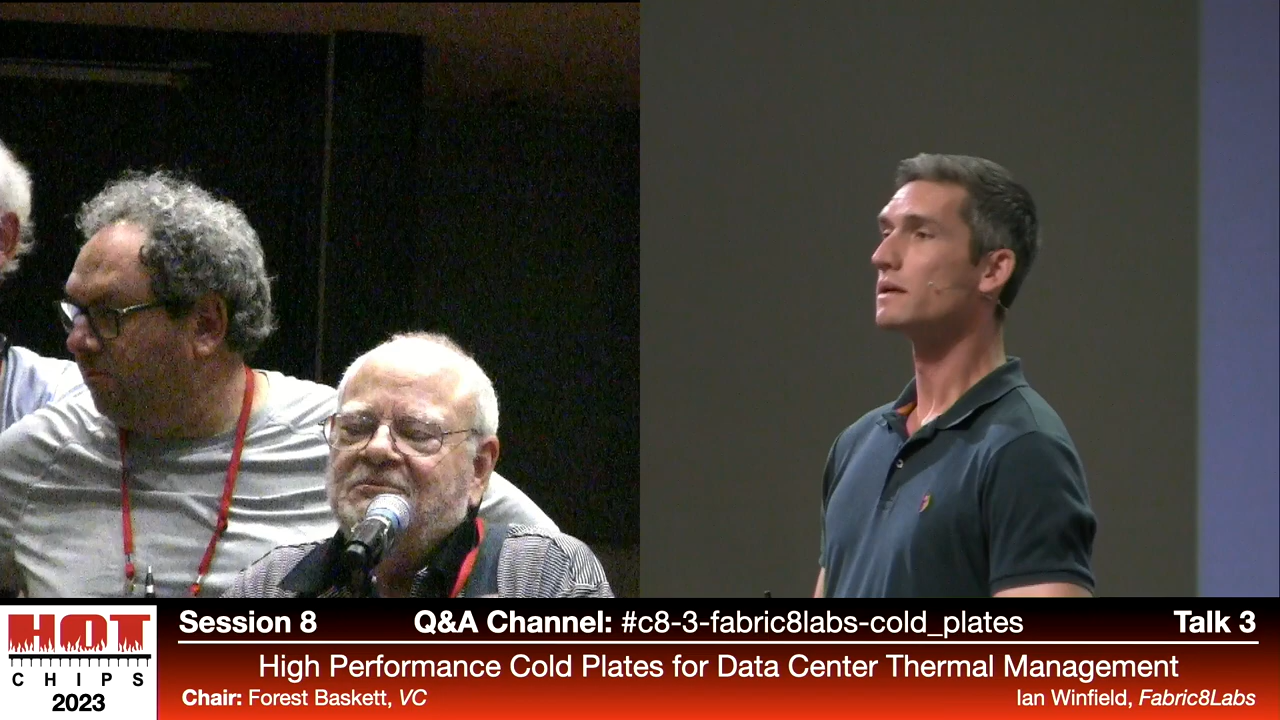 HOT
CHIPS
2023
Session 8
Q&A Channel: #c8-3-fabric8labs-cold_plates
Talk 3
High Performance Cold Plates for Data Center Thermal Management
Chair: Forest Baskett, VC
Ian Winfield, Fabric8Labs